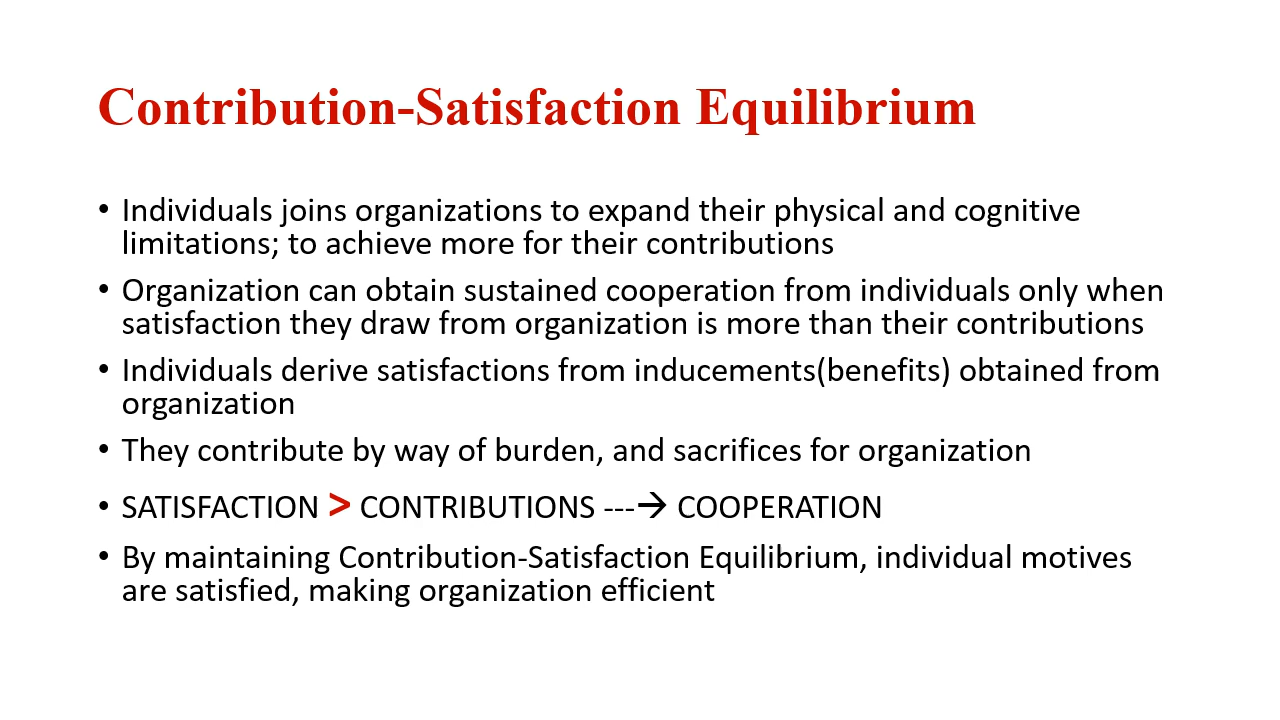 Contribution-Satisfaction Equilibrium
• Individuals joins organizations to expand their physical and cognitive
limitations; to achieve more for their contributions
• Organization can obtain sustained cooperation from individuals only when
satisfaction they draw from organization is more than their contributions
• Individuals derive satisfactions from inducements(benefits) obtained from
organization
• They contribute by way of burden, and sacrifices for organization
• SATISFACTION > CONTRIBUTIONS ---→ COOPERATION
• By maintaining Contribution-Satisfaction Equilibrium, individual motives
are satisfied, making organization efficient